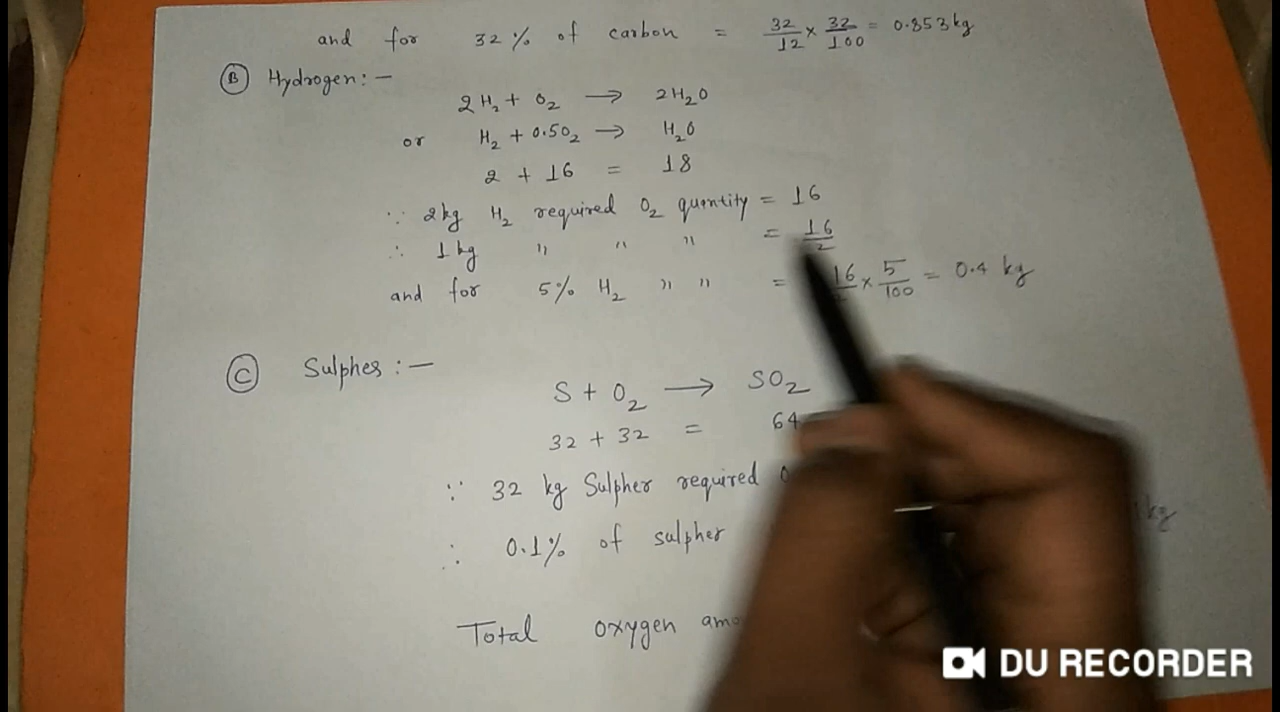 and for 32% of carbon = 32/12 × 32/100 = 0.853 kg
Ⓑ Hydrogen :-
2H₂ + O₂ → 2H₂O
or H₂ + 0.5O₂ → H₂O
2 + 16 = 18
∵ 2kg H₂ required O₂ quantity = 16
∴ 1 kg " " " = 16/2
and for 5% H₂ " " = 16 × 5/100 = 0.4 kg
Ⓒ Sulpher :-
S + O₂ → SO₂
32 + 32 = 64
∵ 32 kg Sulpher required
∴ 0.1% of sulpher kg
Total oxygen
DU RECORDER